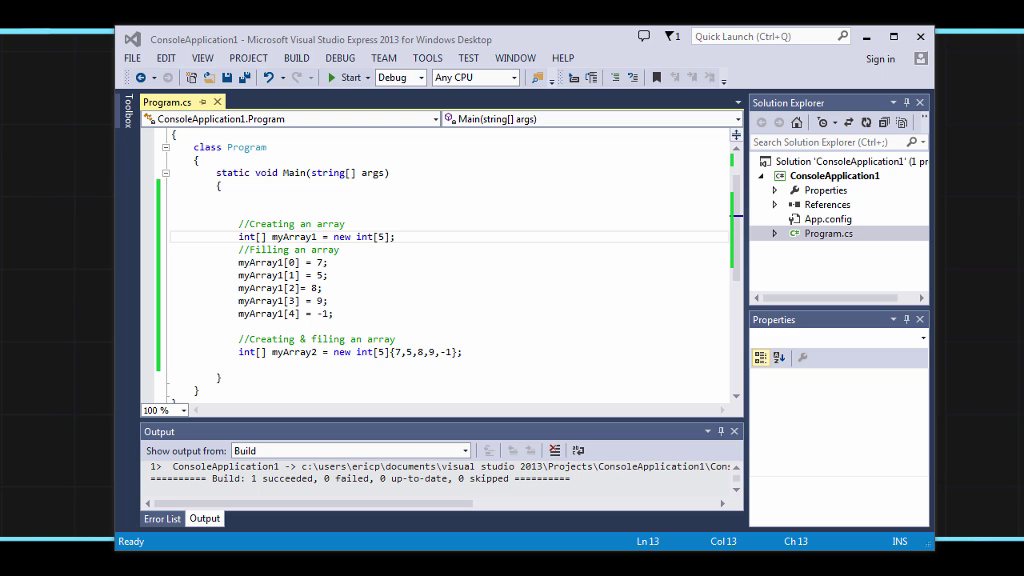 ConsoleApplication1 - Microsoft Visual Studio Express 2013 for Windows Desktop
1
Quick Launch (Ctrl+Q)
FILE EDIT VIEW PROJECT BUILD DEBUG TEAM TOOLS TEST WINDOW HELP
Sign in
Start Debug Any CPU
Toolbox
Program.cs
ConsoleApplication1.Program
Main(string[] args)
{
class Program
{
static void Main(string[] args)
{
//Creating an array
int[] myArray1 = new int[5];
//Filling an array
myArray1[0] = 7;
myArray1[1] = 5;
myArray1[2]= 8;
myArray1[3] = 9;
myArray1[4] = -1;
//Creating & filing an array
int[] myArray2 = new int[5]{7,5,8,9,-1};
}
}
100 %
Solution Explorer
Search Solution Explorer (Ctrl+;)
Solution 'ConsoleApplication1' (1 pr
ConsoleApplication1
Properties
References
App.config
C# Program.cs
Properties
Output
Show output from: Build
1> ConsoleApplication1 -> c:\users\ericp\documents\visual studio 2013\Projects\ConsoleApplication1\Con
========== Build: 1 succeeded, 0 failed, 0 up-to-date, 0 skipped ==========
Error List Output
Ready
Ln 13 Col 13 Ch 13 INS